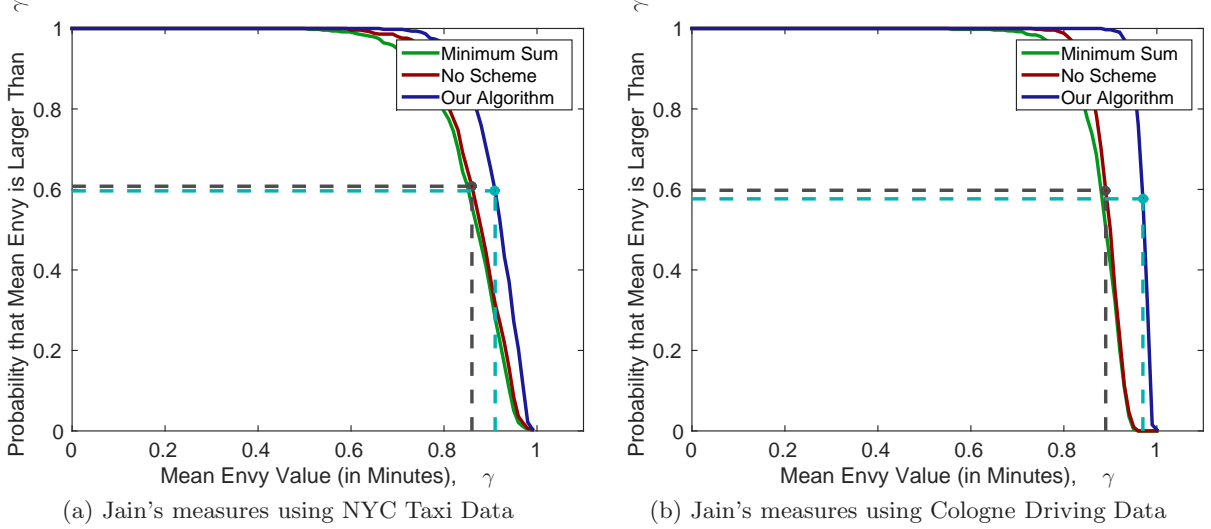 Probability that Mean Envy is Larger Than γ
1
0.8
0.6
0.4
0.2
0
Minimum Sum
No Scheme
Our Algorithm
0 0.2 0.4 0.6 0.8 1
Mean Envy Value (in Minutes), γ
(a) Jain's measures using NYC Taxi Data
Probability that Mean Envy is Larger Than γ
1
0.8
0.6
0.4
0.2
0
Minimum Sum
No Scheme
Our Algorithm
0 0.2 0.4 0.6 0.8 1
Mean Envy Value (in Minutes), γ
(b) Jain's measures using Cologne Driving Data